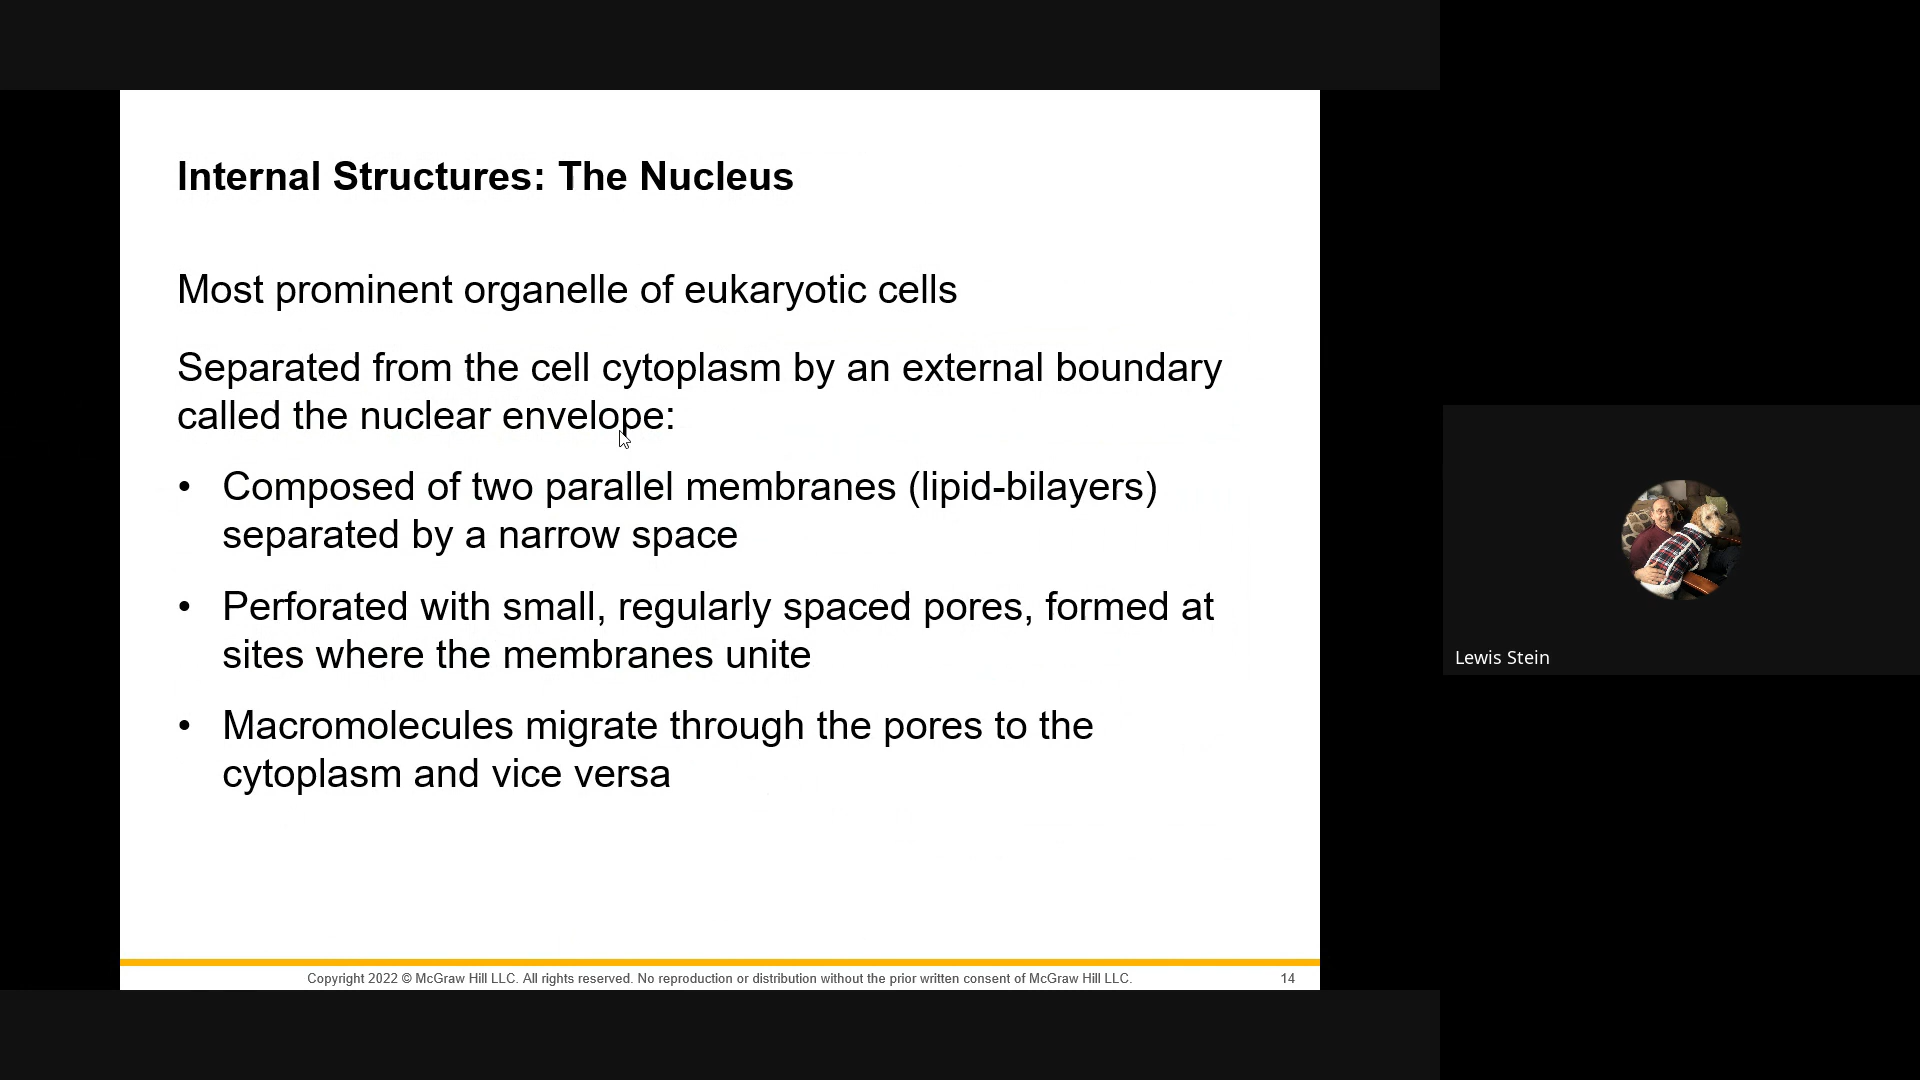 Internal Structures: The Nucleus
Most prominent organelle of eukaryotic cells
Separated from the cell cytoplasm by an external boundary
called the nuclear envelope:
• Composed of two parallel membranes (lipid-bilayers)
separated by a narrow space
• Perforated with small, regularly spaced pores, formed at
sites where the membranes unite
• Macromolecules migrate through the pores to the
cytoplasm and vice versa
Copyright 2022 © McGraw Hill LLC. All rights reserved. No reproduction or distribution without the prior written consent of McGraw Hill LLC.
14
Lewis Stein